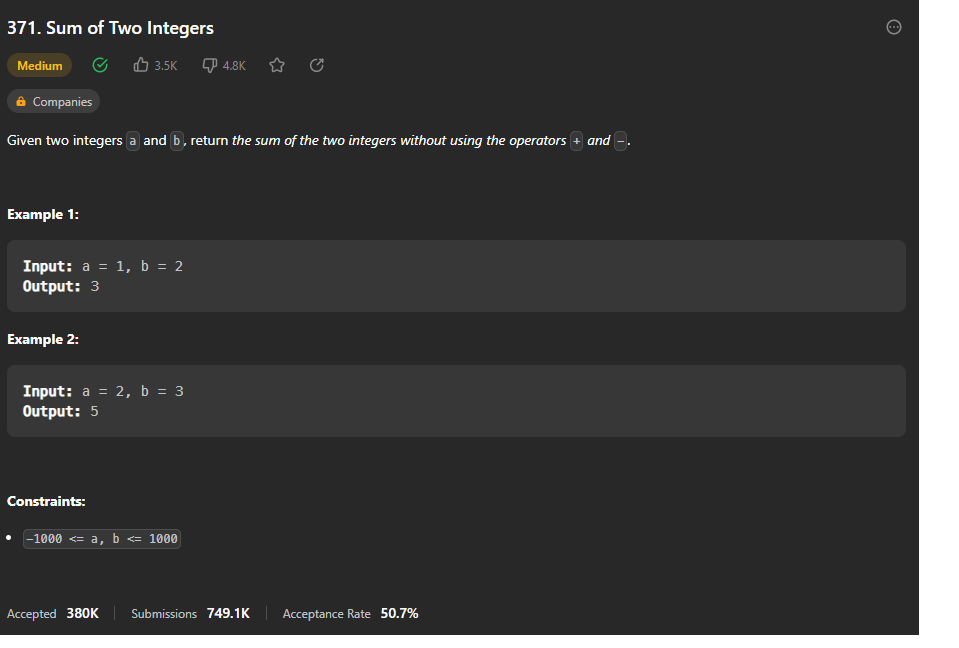 371. Sum of Two Integers
Medium 3.5K 4.8K
Companies
Given two integers a and b, return the sum of the two integers without using the operators + and -.
Example 1:
Input: a = 1, b = 2
Output: 3
Example 2:
Input: a = 2, b = 3
Output: 5
Constraints:
-1000 <= a, b <= 1000
Accepted 380K Submissions 749.1K Acceptance Rate 50.7%